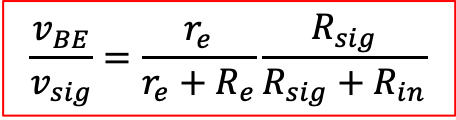 v_BE / v_sig = r_e / (r_e + R_e) R_sig / (R_sig + R_in)